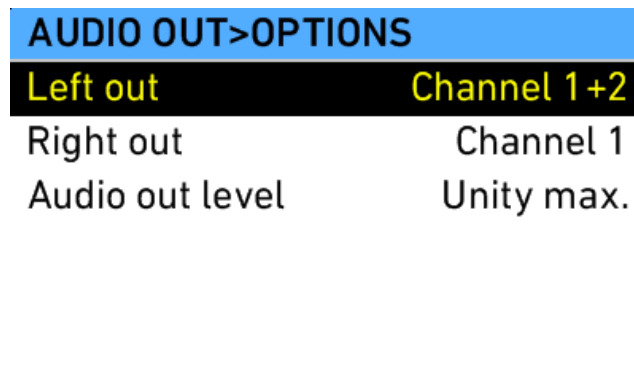 AUDIO OUT>OPTIONS
Left out Channel 1+2
Right out Channel 1
Audio out level Unity max.